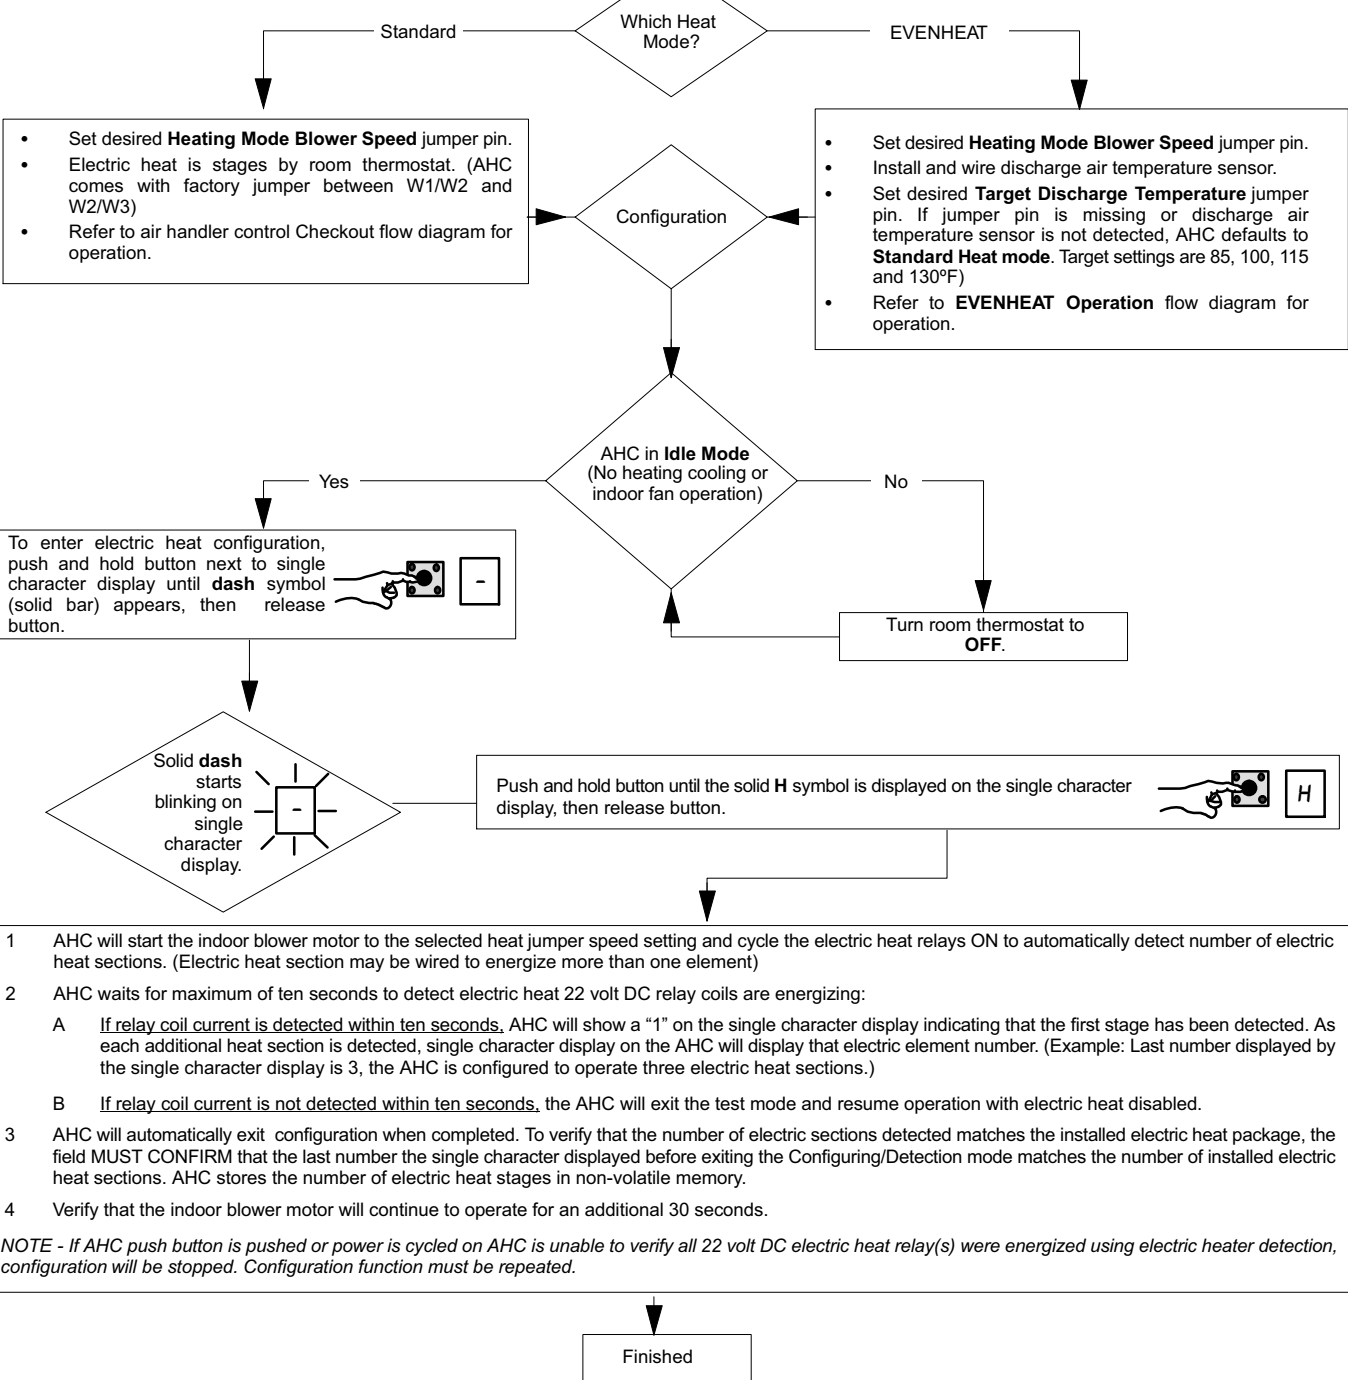 Which Heat
Mode?
Standard
EVENHEAT
• Set desired Heating Mode Blower Speed jumper pin.
• Electric heat is stages by room thermostat. (AHC
comes with factory jumper between W1/W2 and
W2/W3)
• Refer to air handler control Checkout flow diagram for
operation.
Configuration
• Set desired Heating Mode Blower Speed jumper pin.
• Install and wire discharge air temperature sensor.
• Set desired Target Discharge Temperature jumper
pin. If jumper pin is missing or discharge air
temperature sensor is not detected, AHC defaults to
Standard Heat mode. Target settings are 85, 100, 115
and 130ºF)
• Refer to EVENHEAT Operation flow diagram for
operation.
AHC in Idle Mode
(No heating cooling or
indoor fan operation)
Yes
No
To enter electric heat configuration,
push and hold button next to single
character display until dash symbol
(solid bar) appears, then release
button.
-
Turn room thermostat to
OFF.
Solid dash
starts
blinking on
single
character
display.
-
Push and hold button until the solid H symbol is displayed on the single character
display, then release button.
H
1 AHC will start the indoor blower motor to the selected heat jumper speed setting and cycle the electric heat relays ON to automatically detect number of electric
heat sections. (Electric heat section may be wired to energize more than one element)
2 AHC waits for maximum of ten seconds to detect electric heat 22 volt DC relay coils are energizing:
A If relay coil current is detected within ten seconds, AHC will show a “1” on the single character display indicating that the first stage has been detected. As
each additional heat section is detected, single character display on the AHC will display that electric element number. (Example: Last number displayed by
the single character display is 3, the AHC is configured to operate three electric heat sections.)
B If relay coil current is not detected within ten seconds, the AHC will exit the test mode and resume operation with electric heat disabled.
3 AHC will automatically exit configuration when completed. To verify that the number of electric sections detected matches the installed electric heat package, the
field MUST CONFIRM that the last number the single character displayed before exiting the Configuring/Detection mode matches the number of installed electric
heat sections. AHC stores the number of electric heat stages in non-volatile memory.
4 Verify that the indoor blower motor will continue to operate for an additional 30 seconds.
NOTE - If AHC push button is pushed or power is cycled on AHC is unable to verify all 22 volt DC electric heat relay(s) were energized using electric heater detection,
configuration will be stopped. Configuration function must be repeated.
Finished